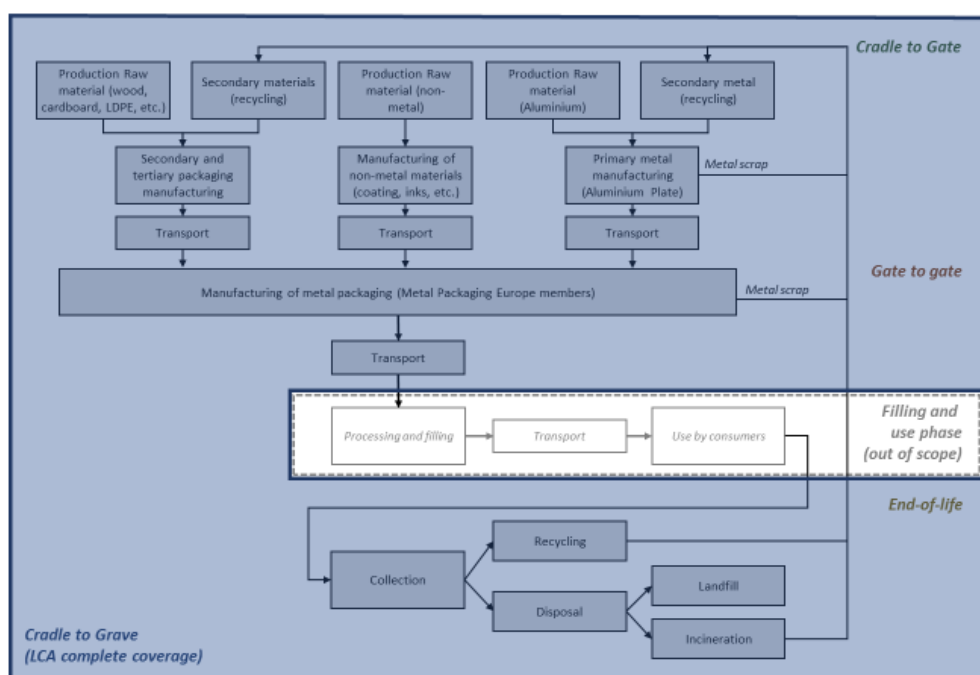 Cradle to Gate
Production Raw
material (wood,
cardboard, LDPE, etc.)
Secondary materials
(recycling)
Production Raw
material (non-
metal)
Production Raw
material
(Aluminium)
Secondary metal
(recycling)
Secondary and
tertiary packaging
manufacturing
Manufacturing of
non-metal materials
(coating, inks, etc.)
Primary metal
manufacturing
(Aluminium Plate)
Metal scrap
Transport
Transport
Transport
Gate to gate
Manufacturing of metal packaging (Metal Packaging Europe members)
Metal scrap
Transport
Filling and
use phase
(out of scope)
Processing and filling
Transport
Use by consumers
End-of-life
Recycling
Collection
Landfill
Disposal
Incineration
Cradle to Grave
(LCA complete coverage)